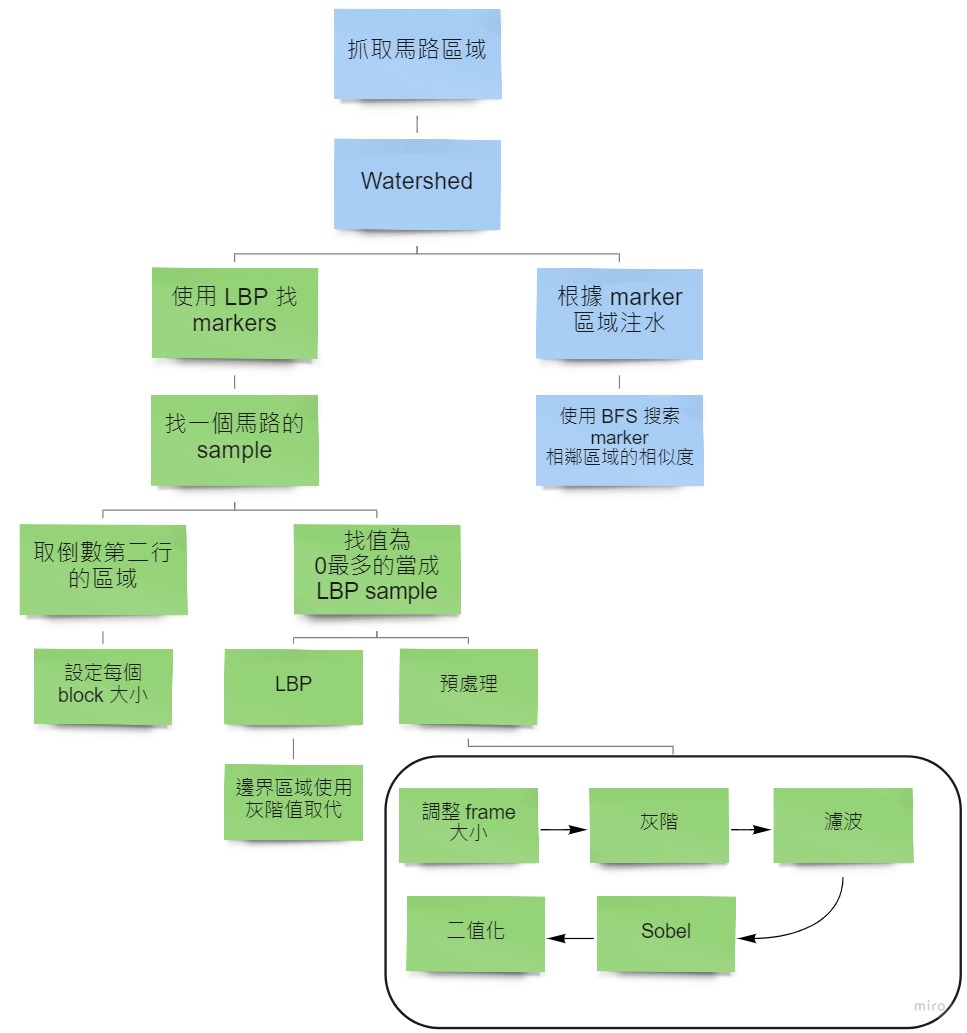 抓取馬路區域
Watershed
使用 LBP 找
markers
根據 marker
區域注水
找一個馬路的
sample
使用 BFS 搜索
marker
相鄰區域的相似度
取倒數第二行
的區域
找值為
0最多的當成
LBP sample
設定每個
block 大小
LBP
預處理
邊界區域使用
灰階值取代
調整 frame
大小
灰階
濾波
二值化
Sobel
miro